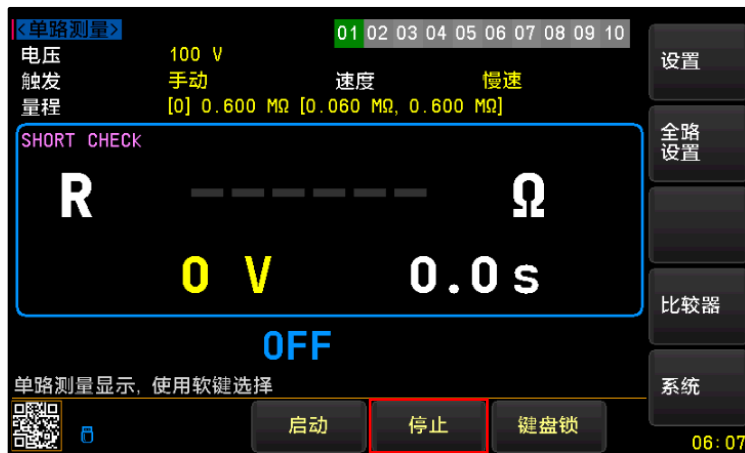 <单路测量>
01 02 03 04 05 06 07 08 09 10
电压 100 V
触发 手动 速度 慢速
量程 [0] 0.600 MΩ [0.060 MΩ, 0.600 MΩ]
SHORT CHECK
R ------ Ω
0 V 0.0 s
OFF
单路测量显示, 使用软键选择
设置
全路
设置
比较器
系统
启动 停止 键盘锁
06:07